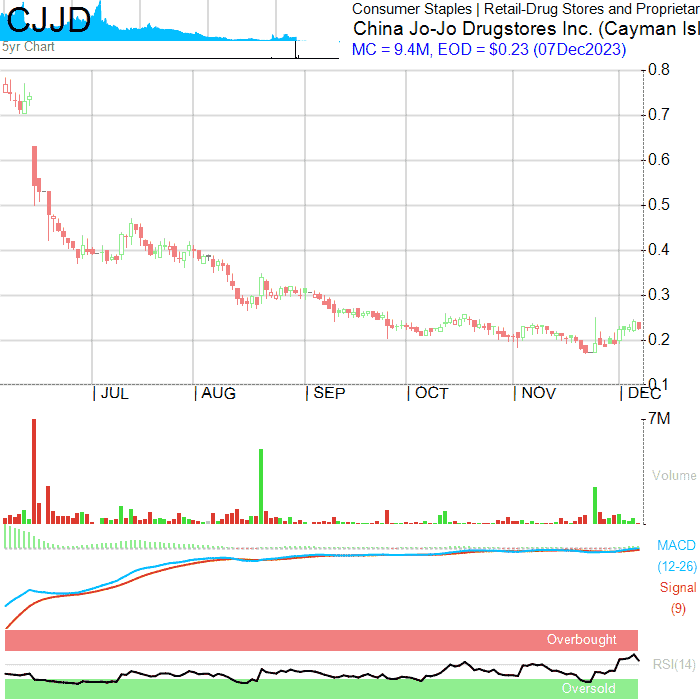 CJJD
5yr Chart
Consumer Staples | Retail-Drug Stores and Proprietar
China Jo-Jo Drugstores Inc. (Cayman Isl
MC = 9.4M, EOD = $0.23 (07Dec2023)
0.8
0.7
0.6
0.5
0.4
0.3
0.2
0.1
| JUL | AUG | SEP | OCT | NOV | DEC
7M
Volume
MACD
(12-26)
Signal
(9)
Overbought
RSI(14)
Oversold